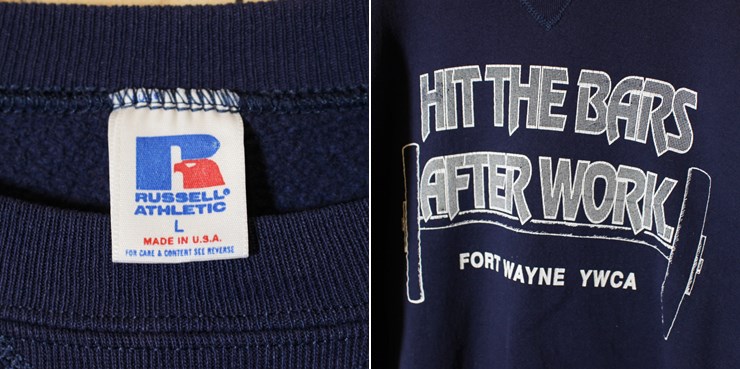 R
RUSSELL®
ATHLETIC
L
MADE IN U.S.A.
FOR CARE & CONTENT SEE REVERSE
HIT THE BARS
AFTER WORK
FORT WAYNE YWCA